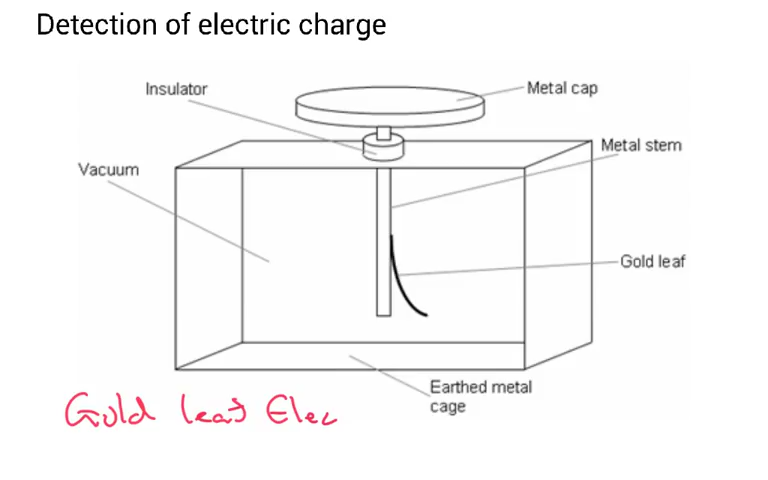 Detection of electric charge
Insulator
Metal cap
Metal stem
Vacuum
Gold leaf
Earthed metal
cage
Gold leaf Elec